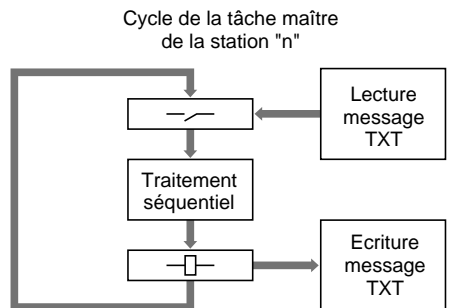 Cycle de la tâche maître
de la station "n"
Lecture
message
TXT
Traitement
séquentiel
Ecriture
message
TXT